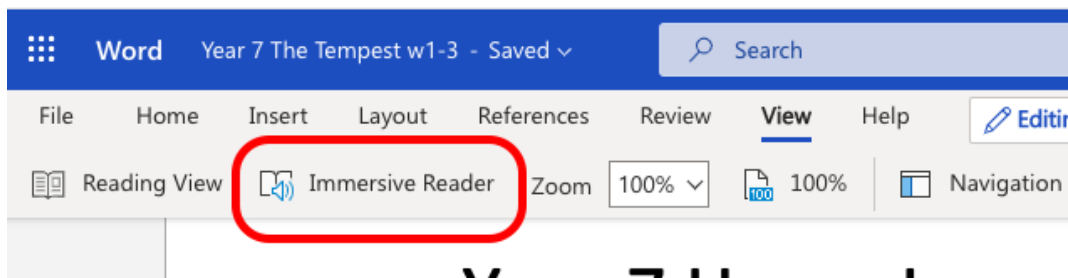 Word Year 7 The Tempest w1-3 - Saved Search
File Home Insert Layout References Review View Help
Reading View Immersive Reader Zoom 100% 100 100% Navigation